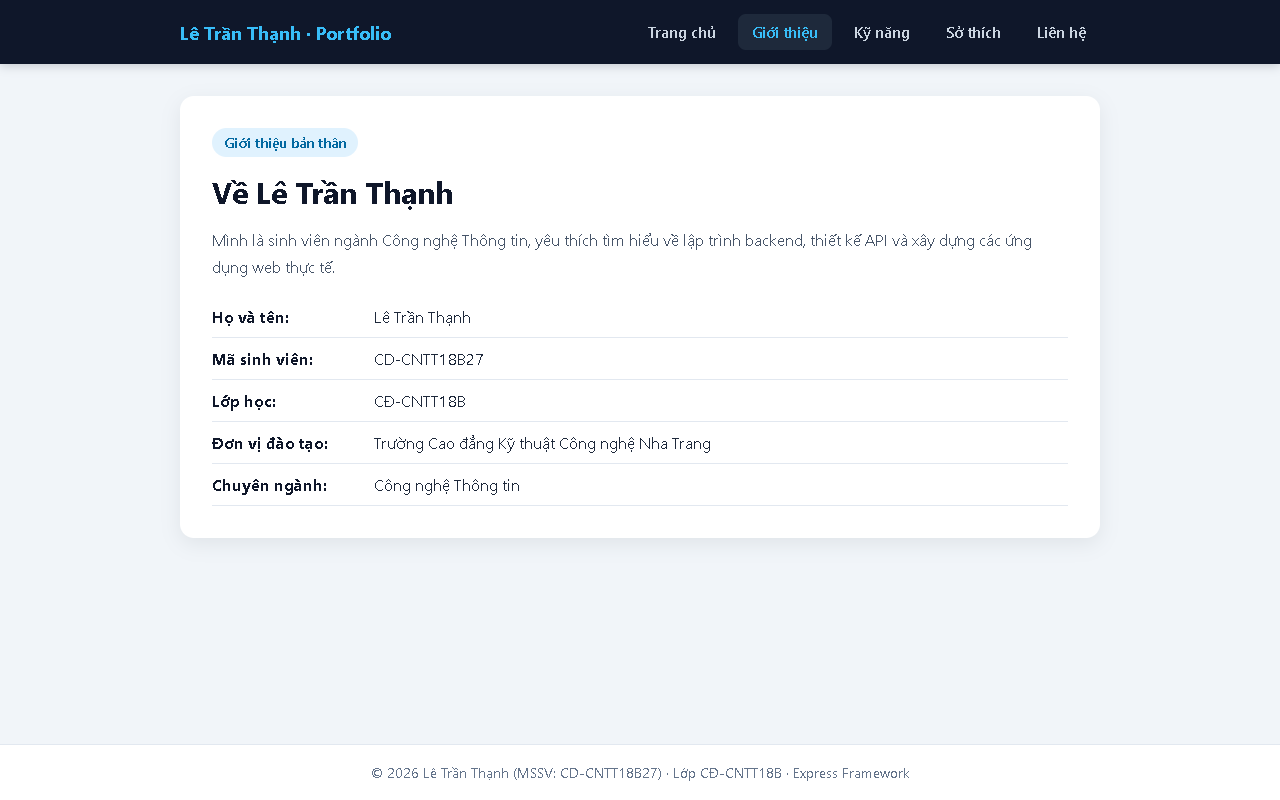 Lê Trần Thạnh · Portfolio
Trang chủ
Giới thiệu
Kỹ năng
Sở thích
Liên hệ
Giới thiệu bản thân
Về Lê Trần Thạnh
Mình là sinh viên ngành Công nghệ Thông tin, yêu thích tìm hiểu về lập trình backend, thiết kế API và xây dựng các ứng
dụng web thực tế.
Họ và tên: Lê Trần Thạnh
Mã sinh viên: CD-CNTT18B27
Lớp học: CĐ-CNTT18B
Đơn vị đào tạo: Trường Cao đẳng Kỹ thuật Công nghệ Nha Trang
Chuyên ngành: Công nghệ Thông tin
© 2026 Lê Trần Thạnh (MSSV: CD-CNTT18B27) · Lớp CĐ-CNTT18B · Express Framework